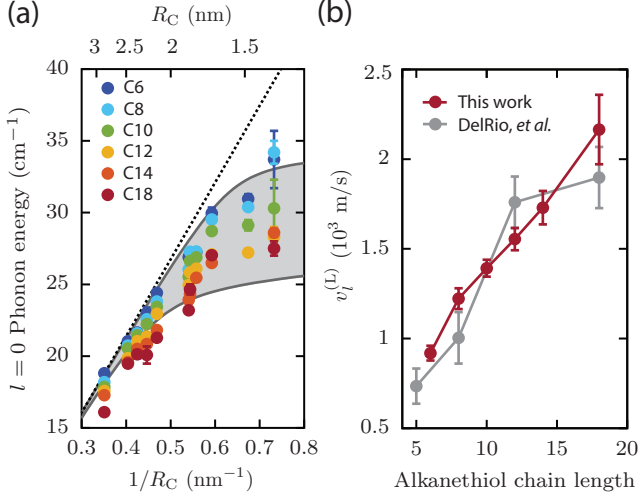 (a)
R_C (nm)
3 2.5 2 1.5
40
35
30
25
20
15
l = 0 Phonon energy (cm⁻¹)
C6
C8
C10
C12
C14
C18
0.3 0.4 0.5 0.6 0.7 0.8
1/R_C (nm⁻¹)
(b)
2.5
2
1.5
1
0.5
v_l^(L) (10³ m/s)
This work
DelRio, et al.
5 10 15 20
Alkanethiol chain length